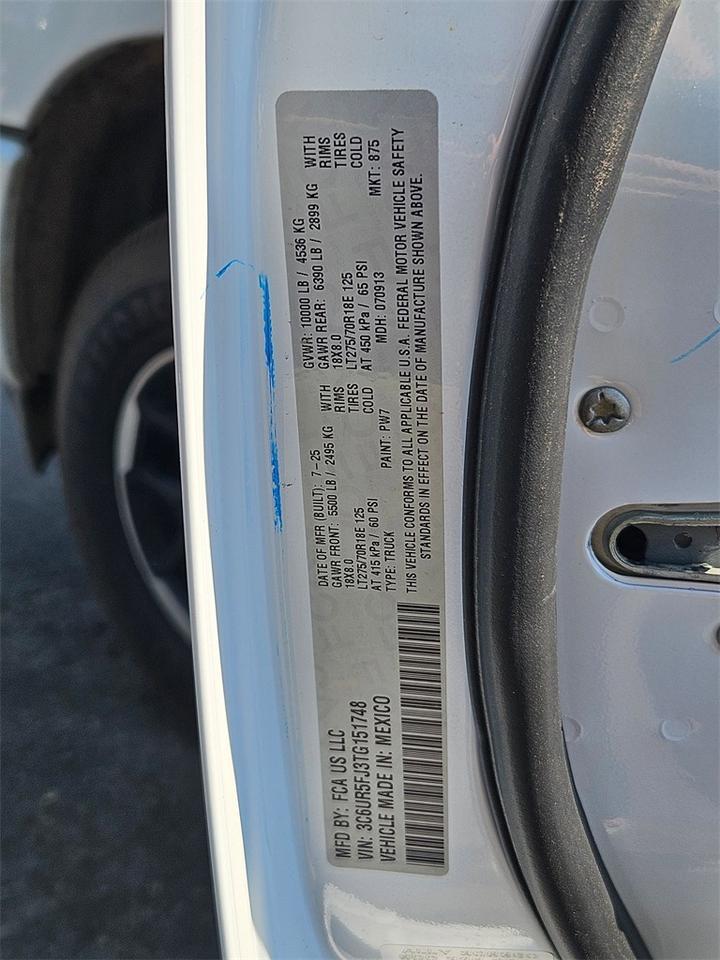 MFD BY: FCA US LLC
VIN: 3C6UR5FJ3TG151748
VEHICLE MADE IN: MEXICO
DATE OF MFR (BUILT): 7-25
GAWR FRONT: 5500 LB / 2495 KG WITH
18X8.0 RIMS
LT275/70R18E 125 TIRES
AT 415 kPa / 60 PSI COLD
TYPE: TRUCK PAINT: PW7
GVWR: 10000 LB / 4536 KG
GAWR REAR: 6390 LB / 2899 KG WITH
18X8.0 RIMS
LT275/70R18E 125 TIRES
AT 450 kPa / 65 PSI COLD
MDH: 070913 MKT: 875
THIS VEHICLE CONFORMS TO ALL APPLICABLE U.S.A. FEDERAL MOTOR VEHICLE SAFETY
STANDARDS IN EFFECT ON THE DATE OF MANUFACTURE SHOWN ABOVE.